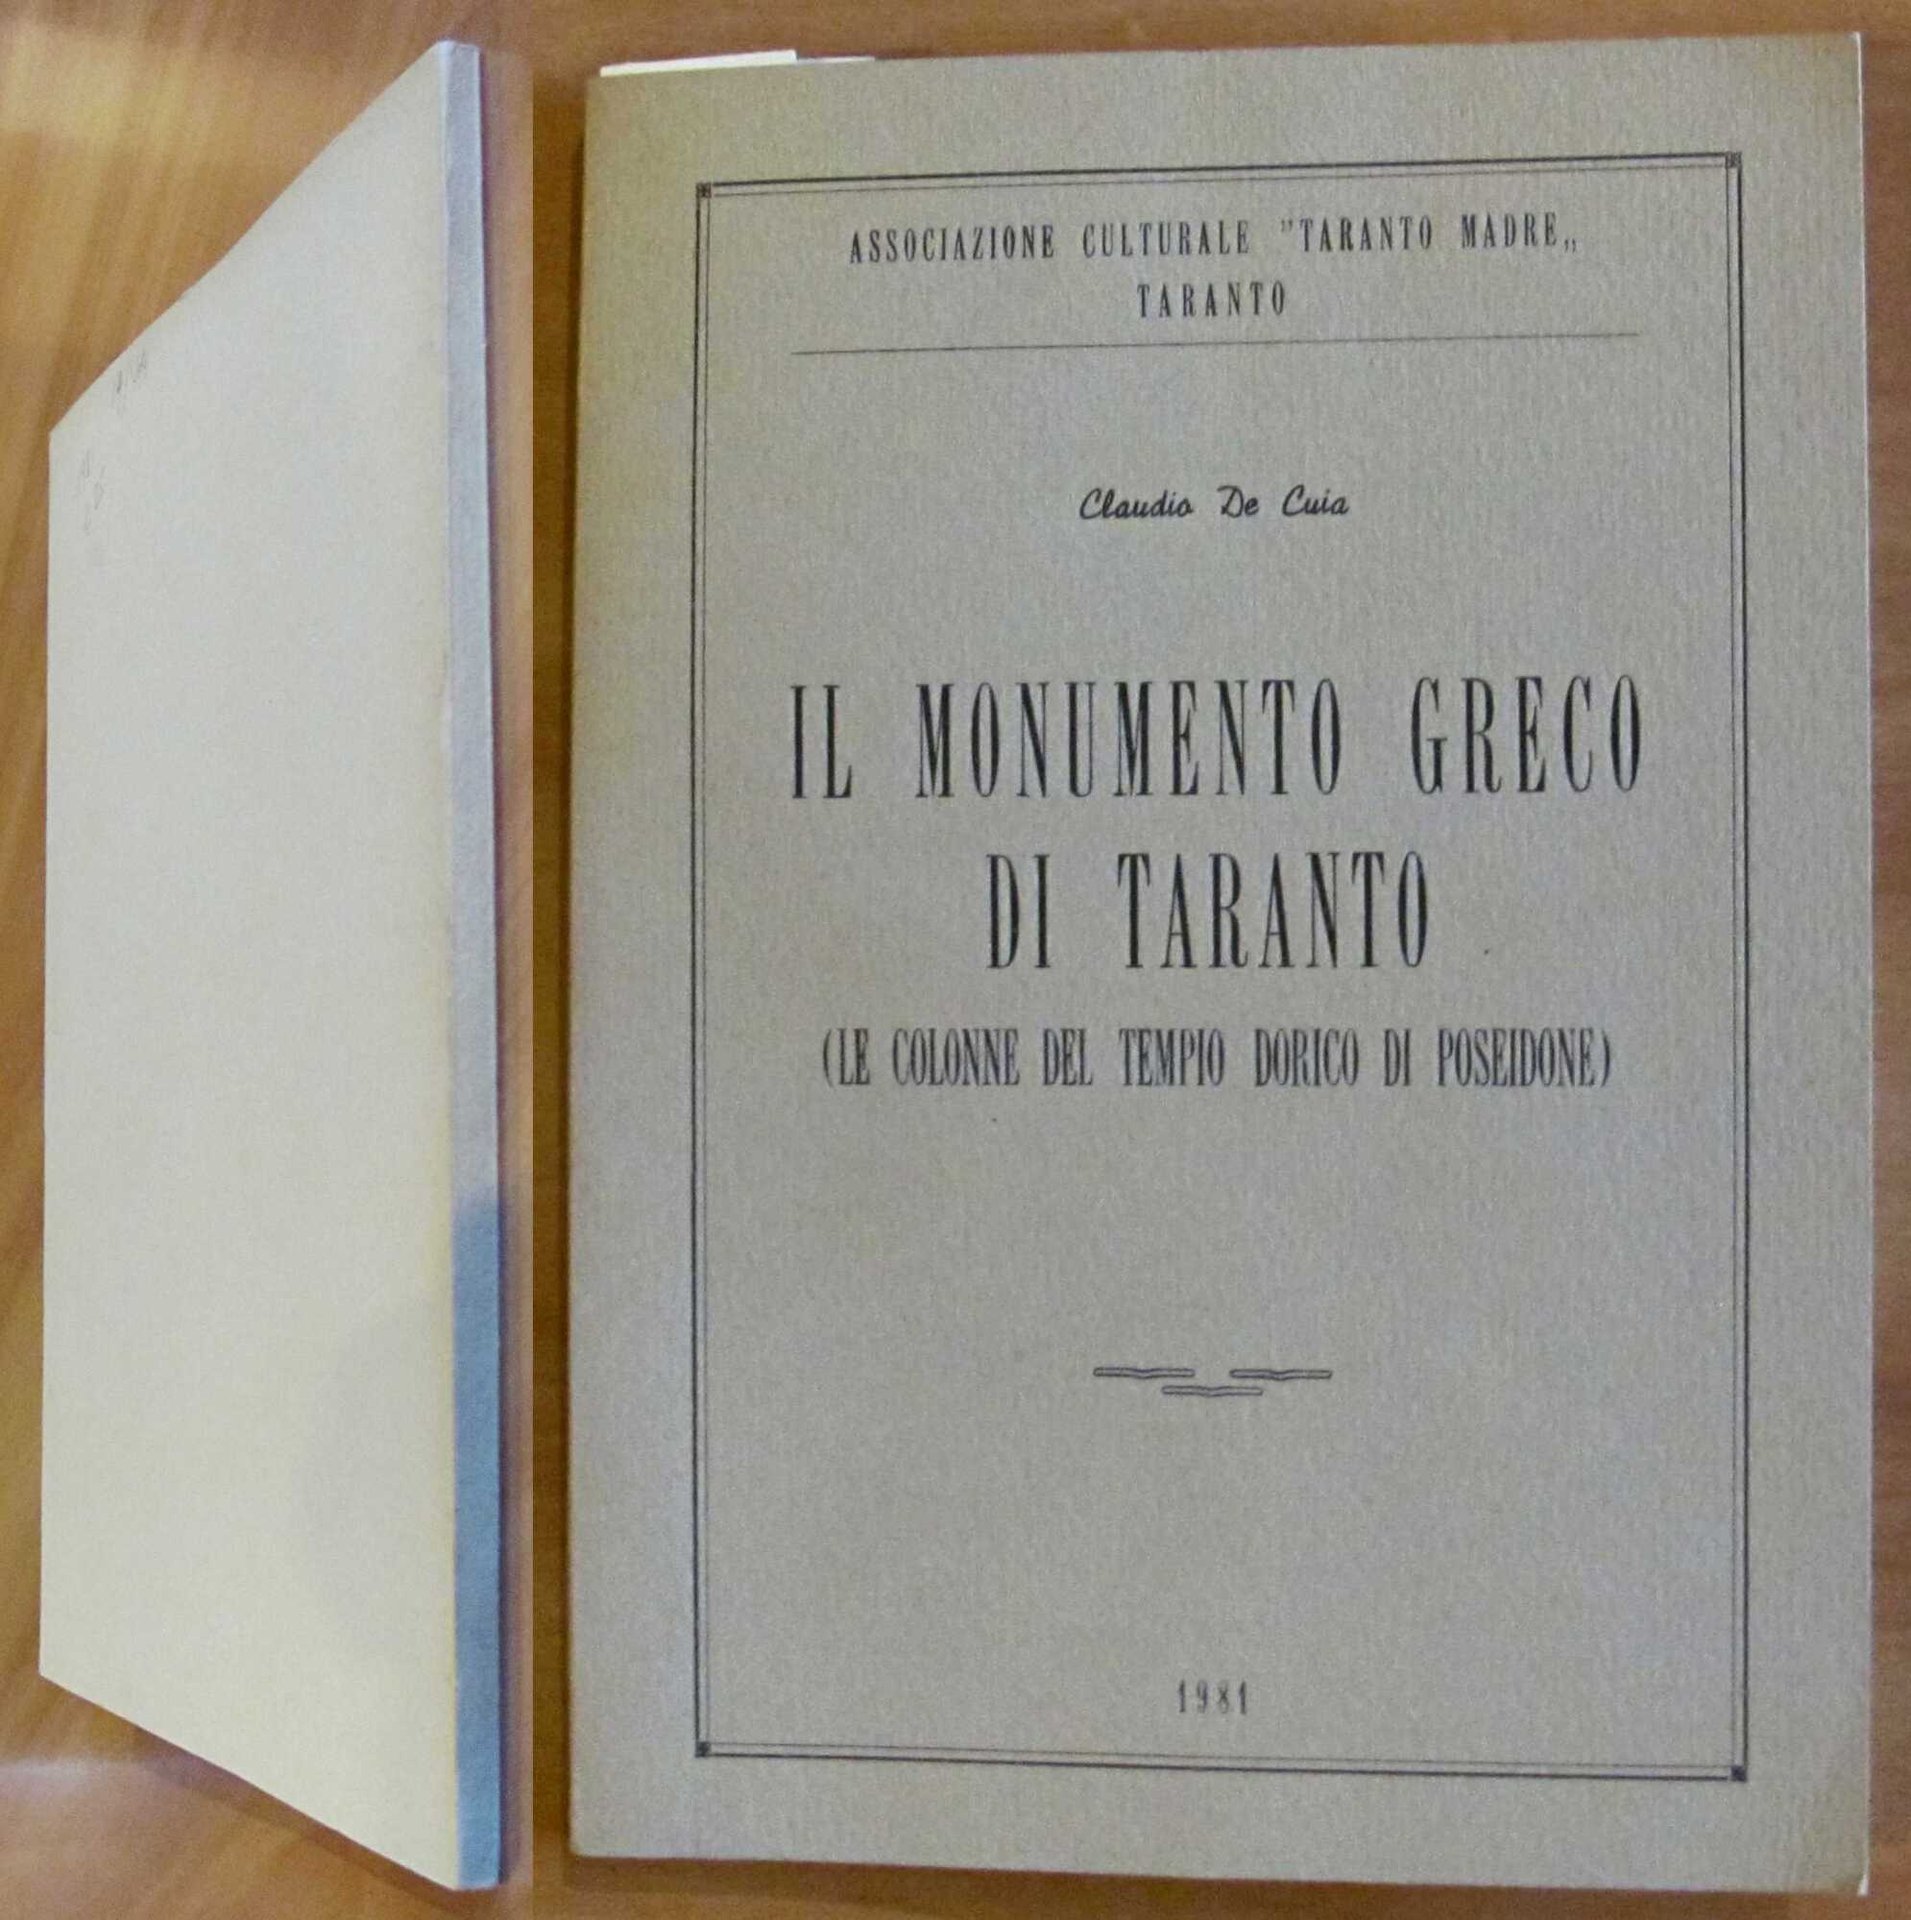 ASSOCIAZIONE CULTURALE "TARANTO MADRE„
TARANTO
Claudio De Cuia
IL MONUMENTO GRECO
DI TARANTO
(LE COLONNE DEL TEMPIO DORICO DI POSEIDONE)
1981